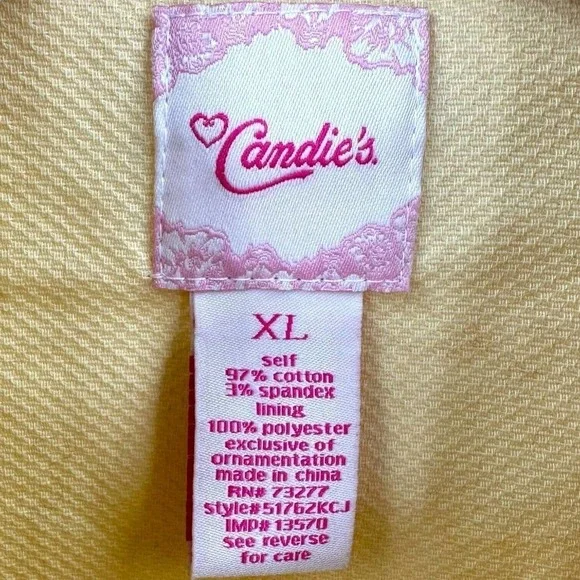 Candie's.
XL
self
97% cotton
3% spandex
lining
100% polyester
exclusive of
ornamentation
made in china
RN# 73277
style#51762KCJ
IMP# 13570
see reverse
for care